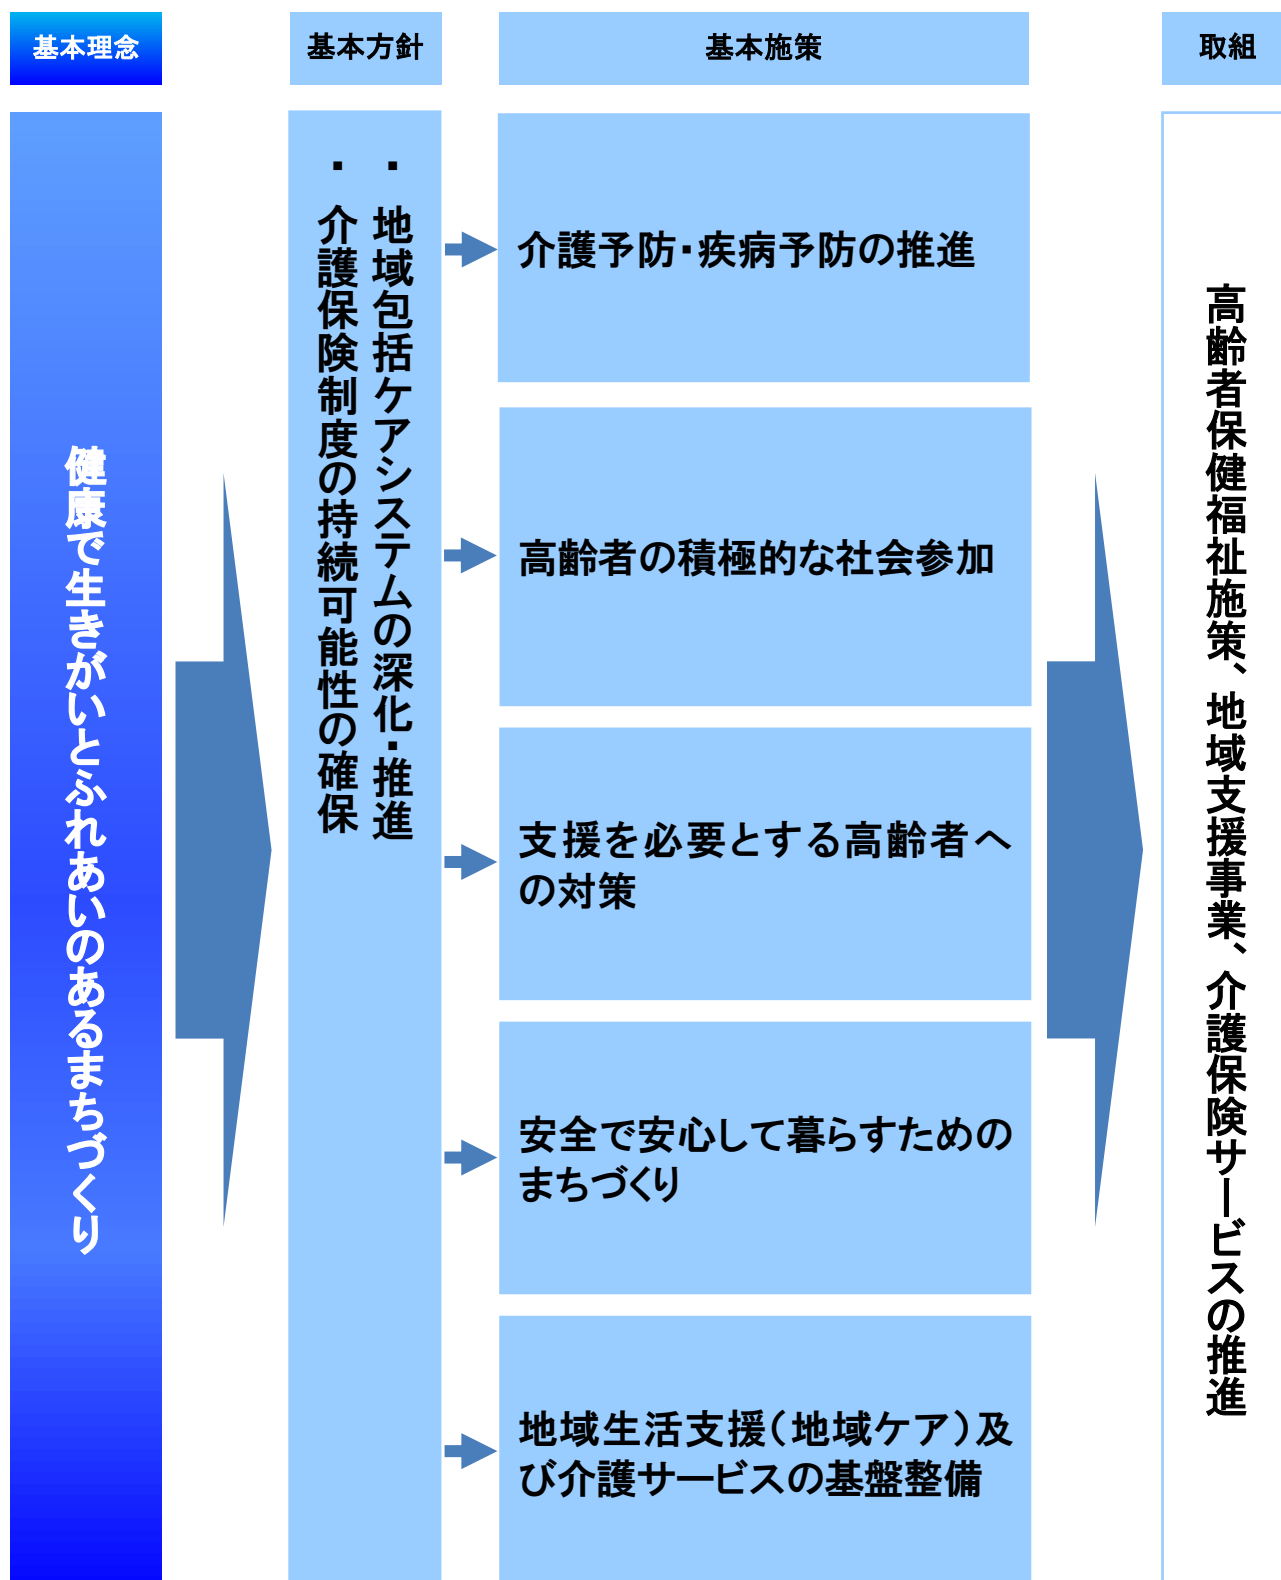 基本理念
基本方針
基本施策
取組
健康で生きがいとふれあいのあるまちづくり
・ 地域包括ケアシステムの深化・推進
・ 介護保険制度の持続可能性の確保
介護予防・疾病予防の推進
高齢者の積極的な社会参加
支援を必要とする高齢者へ
の対策
安全で安心して暮らすための
まちづくり
地域生活支援（地域ケア）及
び介護サービスの基盤整備
高齢者保健福祉施策、地域支援事業、介護保険サービスの推進